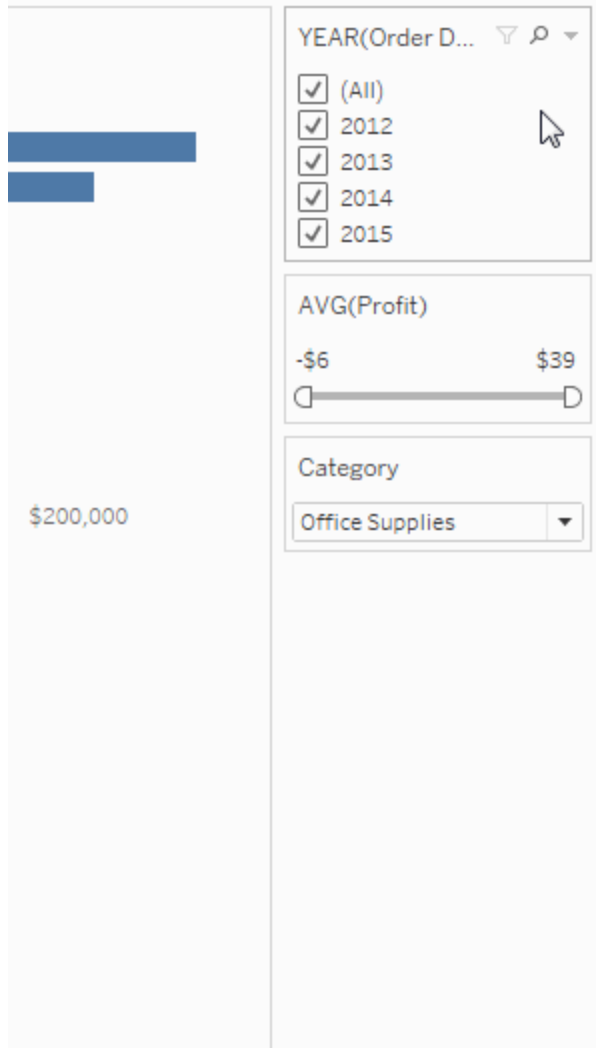 YEAR(Order D...
(All)
2012
2013
2014
2015
AVG(Profit)
-$6 $39
Category
Office Supplies
$200,000